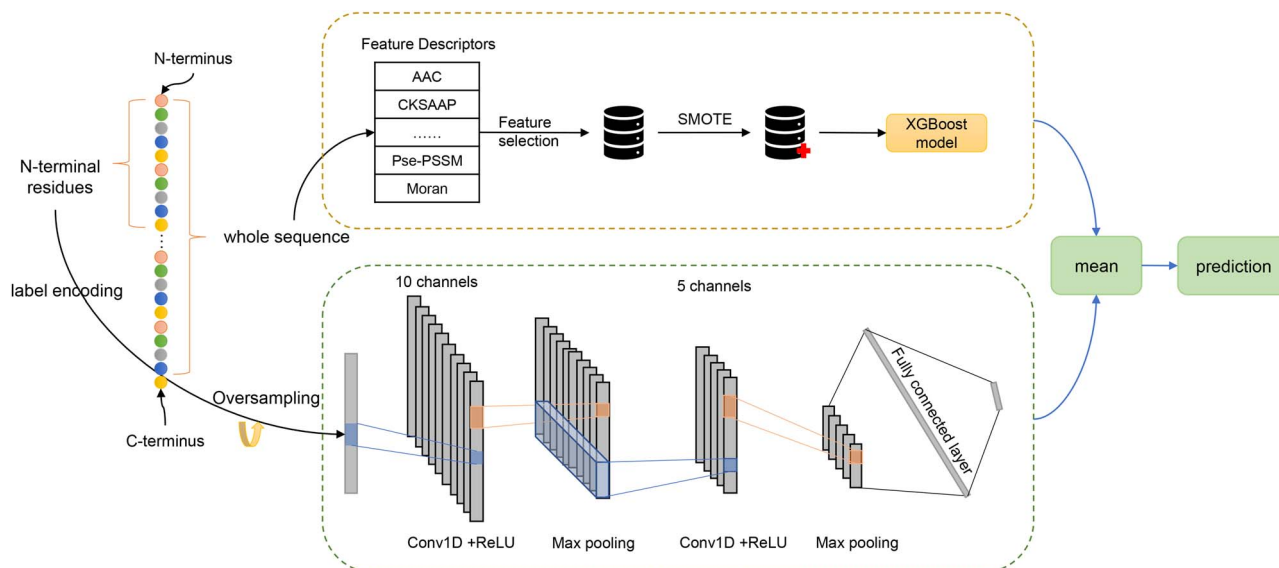 N-terminus
N-terminal
residues
label encoding
C-terminus
whole sequence
Oversampling
Feature Descriptors
AAC
CKSAAP
......
Pse-PSSM
Moran
Feature
selection
SMOTE
XGBoost
model
10 channels
5 channels
Conv1D +ReLU
Max pooling
Conv1D +ReLU
Max pooling
Fully connected layer
mean
prediction